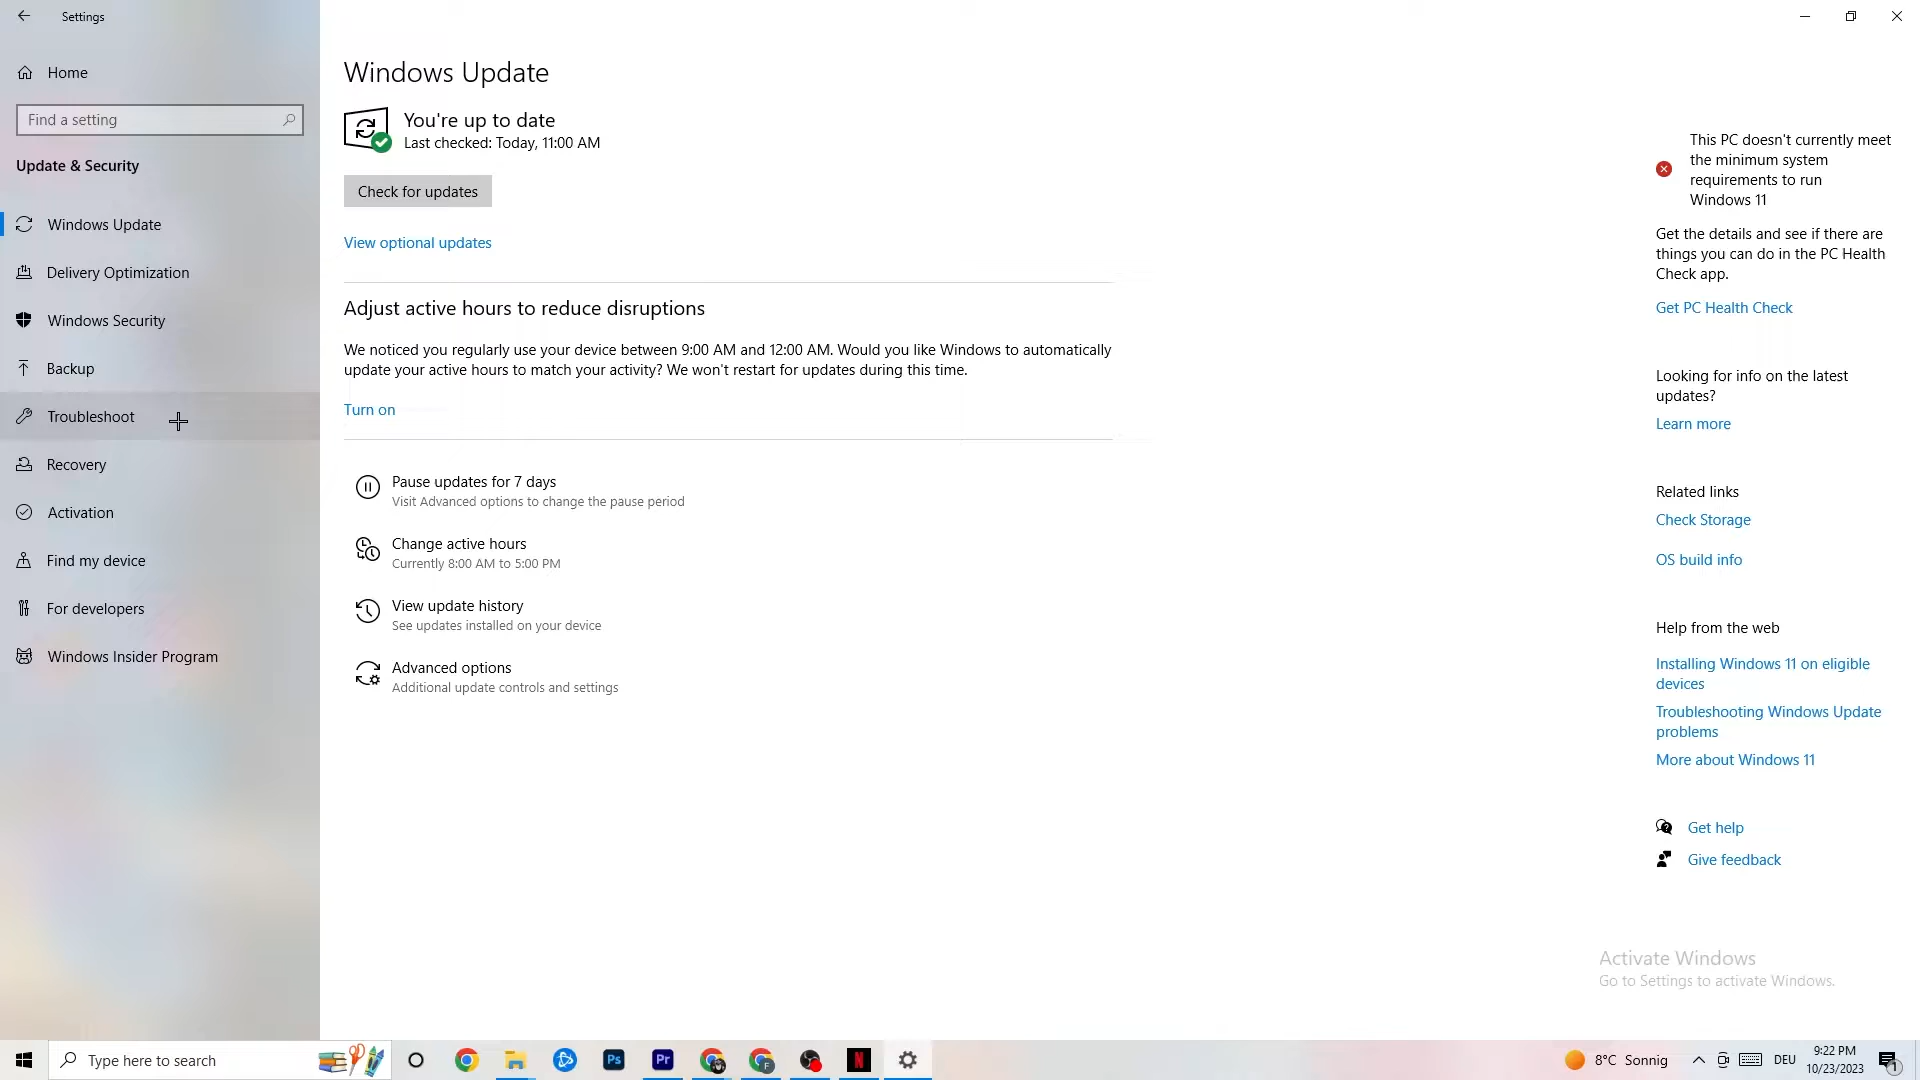 Settings
Home
Find a setting
Update & Security
Windows Update
Delivery Optimization
Windows Security
Backup
Troubleshoot
Recovery
Activation
Find my device
For developers
Windows Insider Program
Windows Update
You're up to date
Last checked: Today, 11:00 AM
Check for updates
View optional updates
Adjust active hours to reduce disruptions
We noticed you regularly use your device between 9:00 AM and 12:00 AM. Would you like Windows to automatically
update your active hours to match your activity? We won't restart for updates during this time.
Turn on
Pause updates for 7 days
Visit Advanced options to change the pause period
Change active hours
Currently 8:00 AM to 5:00 PM
View update history
See updates installed on your device
Advanced options
Additional update controls and settings
This PC doesn't currently meet
the minimum system
requirements to run
Windows 11
Get the details and see if there are
things you can do in the PC Health
Check app.
Get PC Health Check
Looking for info on the latest
updates?
Learn more
Related links
Check Storage
OS build info
Help from the web
Installing Windows 11 on eligible
devices
Troubleshooting Windows Update
problems
More about Windows 11
Get help
Give feedback
Activate Windows
Go to Settings to activate Windows.
Type here to search
Ps
Pr
F
N
8°C Sonnig
DEU
9:22 PM
10/23/2023
1